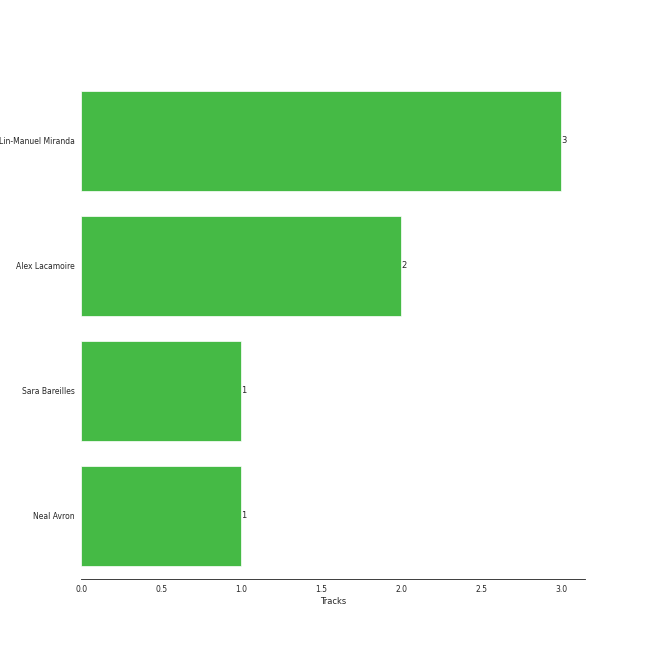 Lin-Manuel Miranda
3
Alex Lacamoire
2
Sara Bareilles
1
Neal Avron
1
0.0 0.5 1.0 1.5 2.0 2.5 3.0
Tracks